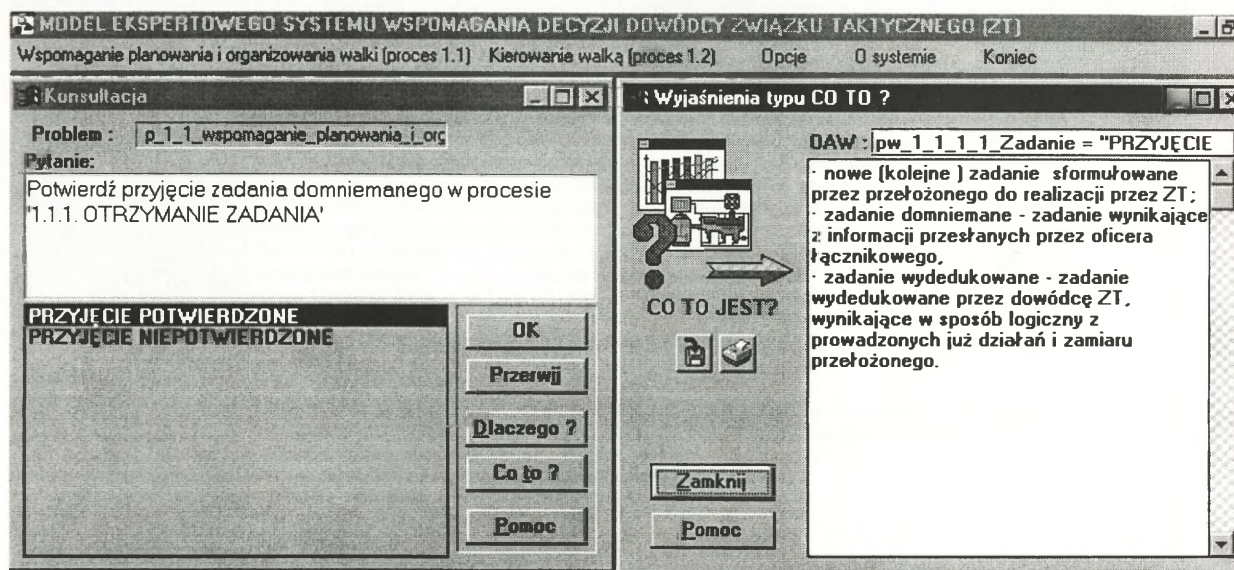 MODEL EKSPERTOWEGO SYSTEMU WSPOMAGANIA DECYZJI DOWÓDCY ZWIĄZKU TAKTYCZNEGO (ZT)
Wspomaganie planowania i organizowania walki (proces 1.1) Kierowanie walką (proces 1.2) Opcje O systemie Koniec
Konsultacja
Problem : p_1_1_wspomaganie_planowania_i_org
Pytanie:
Potwierdź przyjęcie zadania domniemanego w procesie
'1.1.1. OTRZYMANIE ZADANIA'
PRZYJĘCIE POTWIERDZONE
PRZYJĘCIE NIEPOTWIERDZONE
OK
Przerwij
Dlaczego ?
Co to ?
Pomoc
Wyjaśnienia typu CO TO ?
OAW : pw_1_1_1_1_Zadanie = "PRZYJĘCIE
· nowe (kolejne ) zadanie sformułowane
przez przełożonego do realizacji przez ZT;
· zadanie domniemane - zadanie wynikające
z informacji przesłanych przez oficera
łącznikowego,
· zadanie wydedukowane - zadanie
wydedukowane przez dowódcę ZT,
wynikające w sposób logiczny z
prowadzonych już działań i zamiaru
przełożonego.
CO TO JEST?
Zamknij
Pomoc